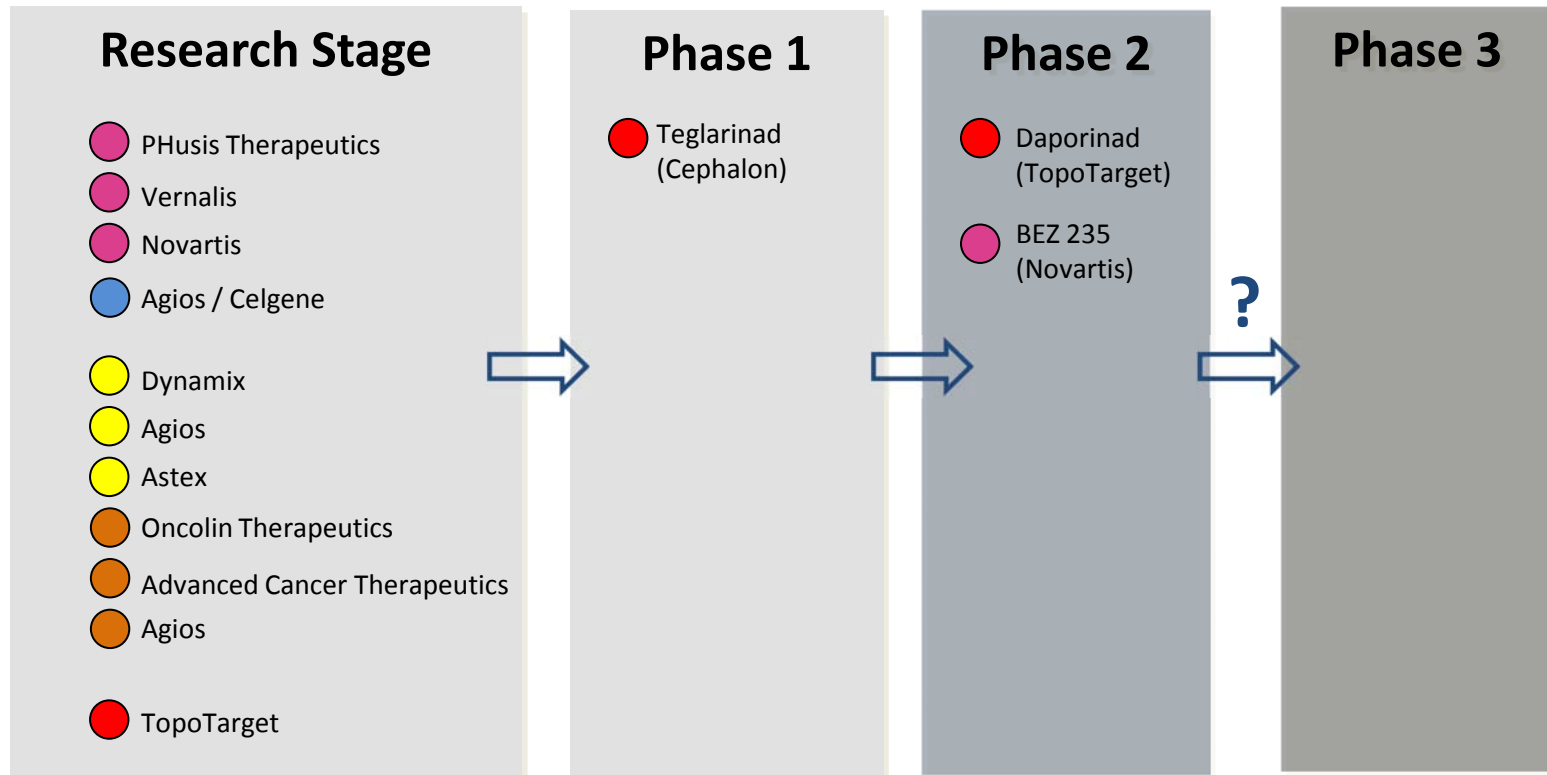 Research Stage
PHusis Therapeutics
Vernalis
Novartis
Agios / Celgene
Dynamix
Agios
Astex
Oncolin Therapeutics
Advanced Cancer Therapeutics
Agios
TopoTarget
Phase 1
Teglarinad
(Cephalon)
Phase 2
Daporinad
(TopoTarget)
BEZ 235
(Novartis)
?
Phase 3